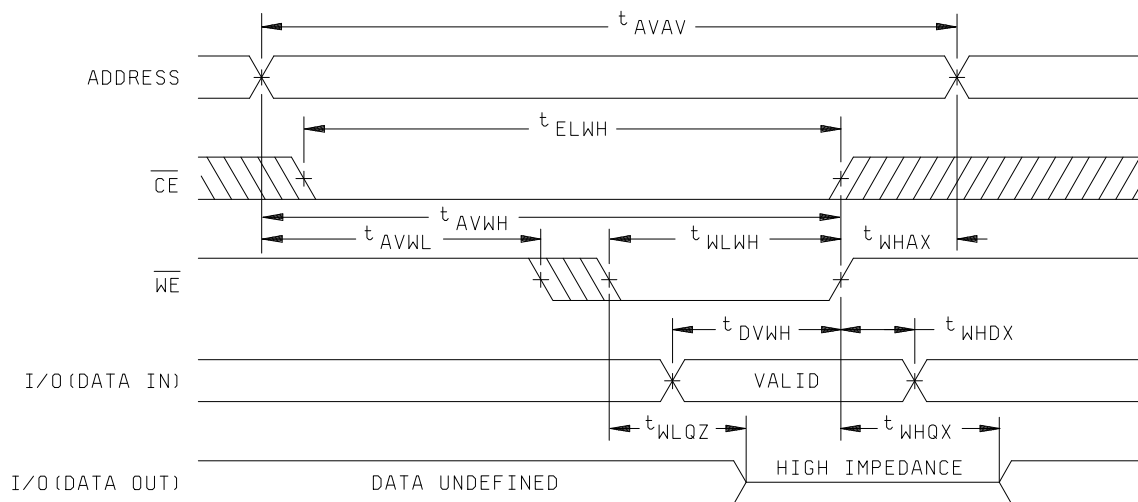 t AVAV
ADDRESS
t ELWH
CE
t AVWH
t AVWL
t WLWH
t WHAX
WE
t DVWH
t WHDX
I/O(DATA IN)
VALID
t WLQZ
t WHQX
I/O(DATA OUT)
DATA UNDEFINED
HIGH IMPEDANCE